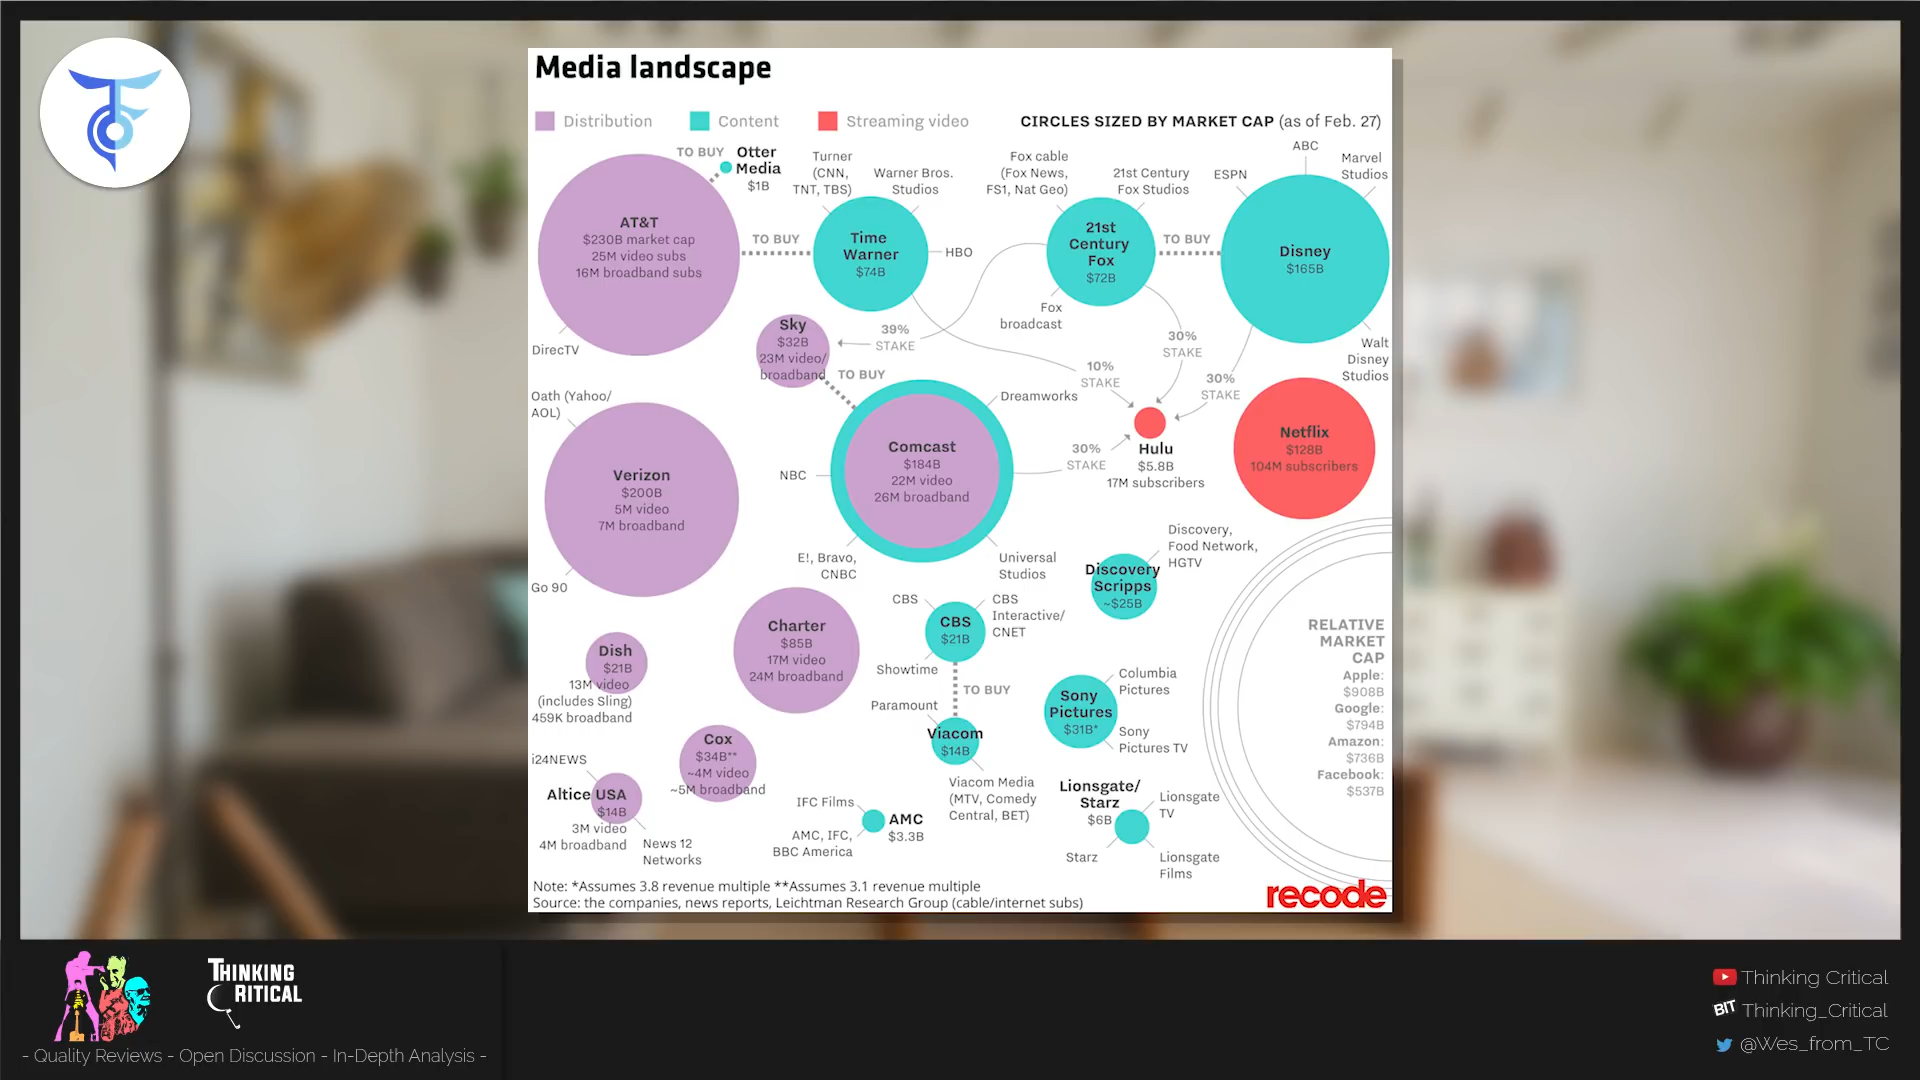 Media landscape
Distribution
Content
Streaming video
CIRCLES SIZED BY MARKET CAP (as of Feb. 27)
TO BUY
Otter
Media
$1B
AT&T
$230B market cap
25M video subs
16M broadband subs
DirecTV
TO BUY
Turner
(CNN,
TNT, TBS)
Warner Bros.
Studios
Time
Warner
$74B
HBO
Fox cable
(Fox News,
FS1, Nat Geo)
21st Century
Fox Studios
21st
Century
Fox
$72B
Fox
broadcast
TO BUY
ESPN
ABC
Marvel
Studios
Disney
$165B
Walt
Disney
Studios
Sky
$32B
23M video/
broadband
39%
STAKE
TO BUY
10%
STAKE
30%
STAKE
30%
STAKE
Oath (Yahoo/
AOL)
Verizon
$200B
5M video
7M broadband
Go 90
Dreamworks
Comcast
$184B
22M video
26M broadband
NBC
E!, Bravo,
CNBC
Universal
Studios
30%
STAKE
Hulu
$5.8B
17M subscribers
Netflix
$128B
104M subscribers
Discovery,
Food Network,
HGTV
Discovery
Scripps
~$25B
Charter
$85B
17M video
24M broadband
CBS
CBS
Interactive/
CNET
CBS
$21B
Showtime
TO BUY
Paramount
Viacom
$14B
Viacom Media
(MTV, Comedy
Central, BET)
Dish
$21B
13M video
(includes Sling)
459K broadband
Cox
$34B**
~4M video
~5M broadband
i24NEWS
Altice USA
$14B
3M video
4M broadband
News 12
Networks
IFC Films
AMC
$3.3B
AMC, IFC,
BBC America
Columbia
Pictures
Sony
Pictures
$31B*
Sony
Pictures TV
Lionsgate/
Starz
$6B
Lionsgate
TV
Starz
Lionsgate
Films
RELATIVE
MARKET
CAP
Apple:
$908B
Google:
$794B
Amazon:
$736B
Facebook:
$537B
Note: *Assumes 3.8 revenue multiple **Assumes 3.1 revenue multiple
Source: the companies, news reports, Leichtman Research Group (cable/internet subs)
recode
THINKING
CRITICAL
- Quality Reviews - Open Discussion - In-Depth Analysis -
Thinking Critical
BIT Thinking_Critical
@Wes_from_TC